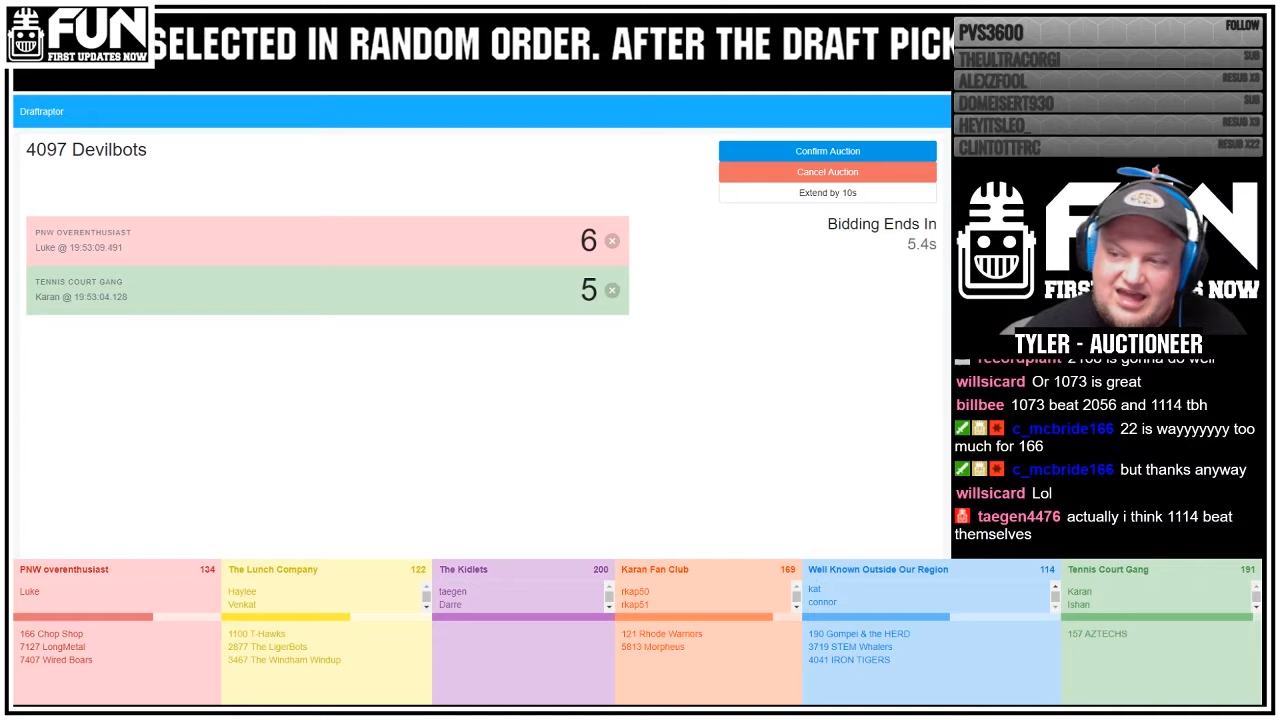 FUN
FIRST UPDATES NOW
SELECTED IN RANDOM ORDER. AFTER THE DRAFT PICK
PVS3600 FOLLOW
THEULTRACORGI SUB
ALEXZFOOL RESUB X8
DOMEISERT930 SUB
HEYITSLEO_ RESUB X9
CLINTOTTFRC RESUB X22
Draftraptor
4097 Devilbots
Confirm Auction
Cancel Auction
Extend by 10s
Bidding Ends In
5.4s
PNW OVERENTHUSIAST
Luke @ 19:53:09.491
6
TENNIS COURT GANG
Karan @ 19:53:04.128
5
TYLER - AUCTIONEER
willsicard Or 1073 is great
billbee 1073 beat 2056 and 1114 tbh
c_mcbride166 22 is wayyyyyyy too
much for 166
c_mcbride166 but thanks anyway
willsicard Lol
taegen4476 actually i think 1114 beat
themselves
PNW overenthusiast 134
Luke
166 Chop Shop
7127 LongMetal
7407 Wired Boars
The Lunch Company 122
Haylee
Venkat
1100 T-Hawks
2877 The LigerBots
3467 The Windham Windup
The Kidlets 200
taegen
Darre
Karan Fan Club 169
rkap50
rkap51
121 Rhode Warriors
5813 Morpheus
Well Known Outside Our Region 114
kat
connor
190 Gompei & the HERD
3719 STEM Whalers
4041 IRON TIGERS
Tennis Court Gang 191
Karan
Ishan
157 AZTECHS